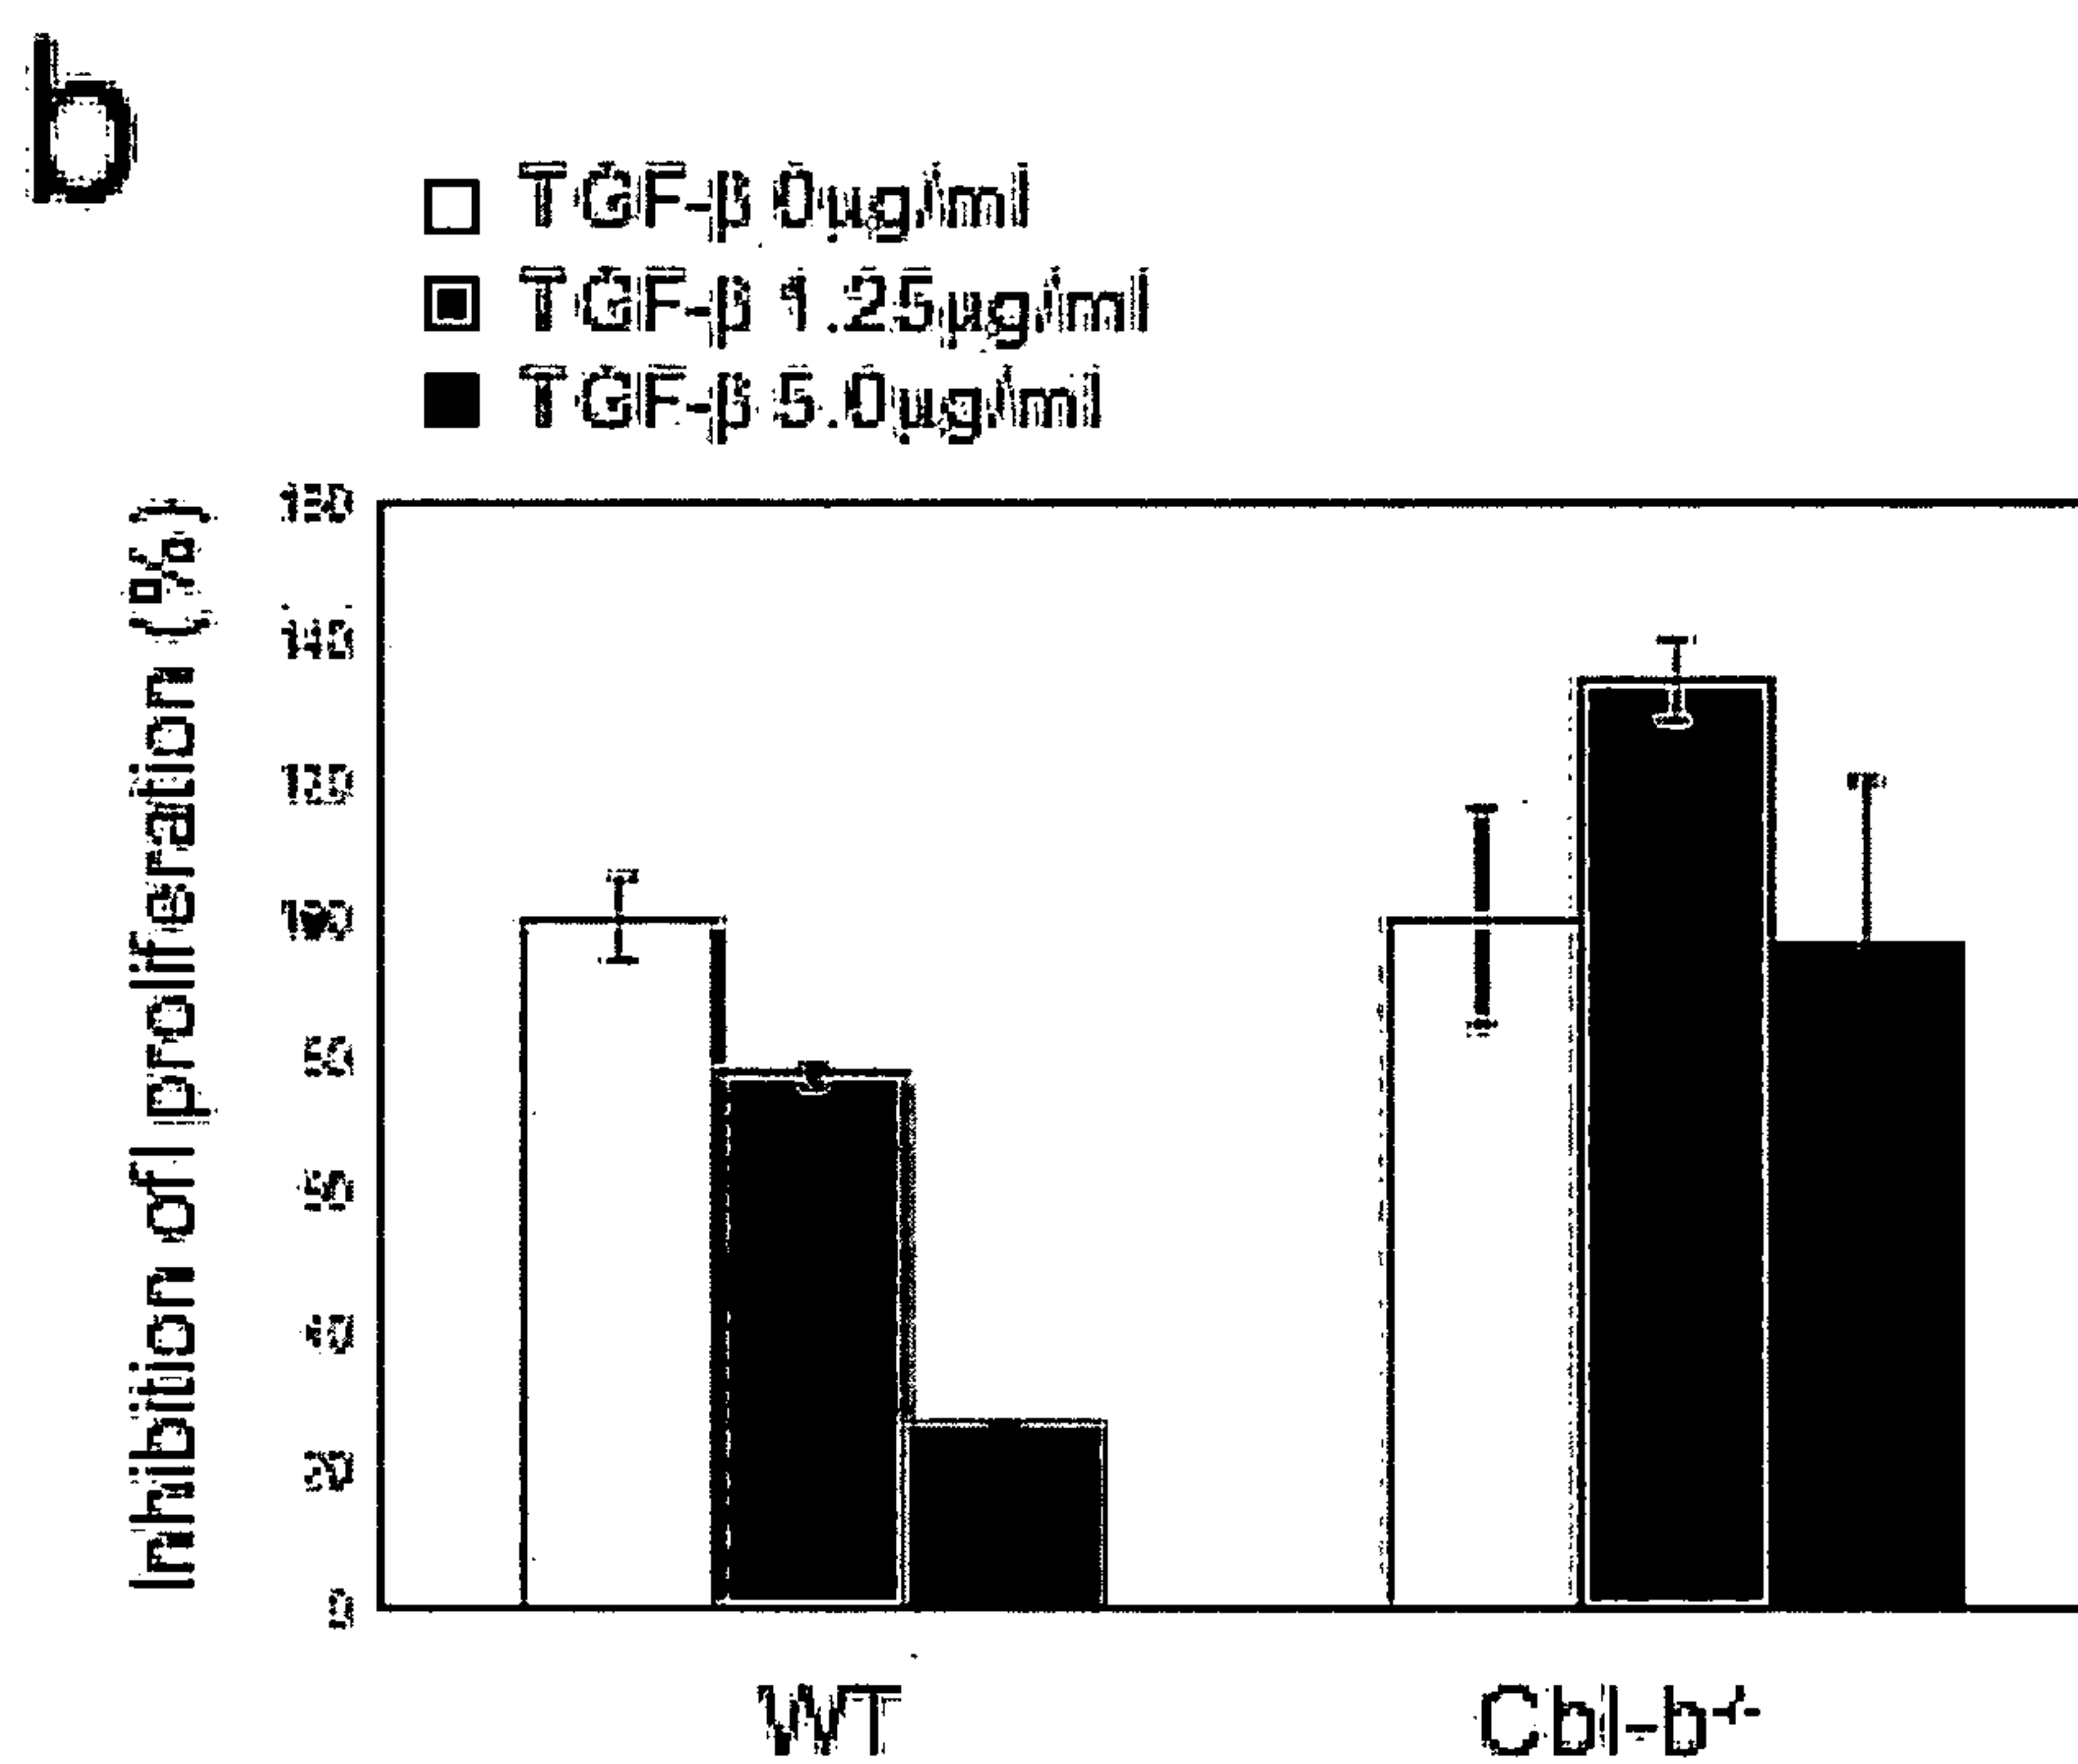 b
TGF-β 0µg/ml
TGF-β 1.25µg/ml
TGF-β 5.0µg/ml
Inhibition of proliferation (%)
140
120
100
40
20
0
WT
Cbl-b-/-